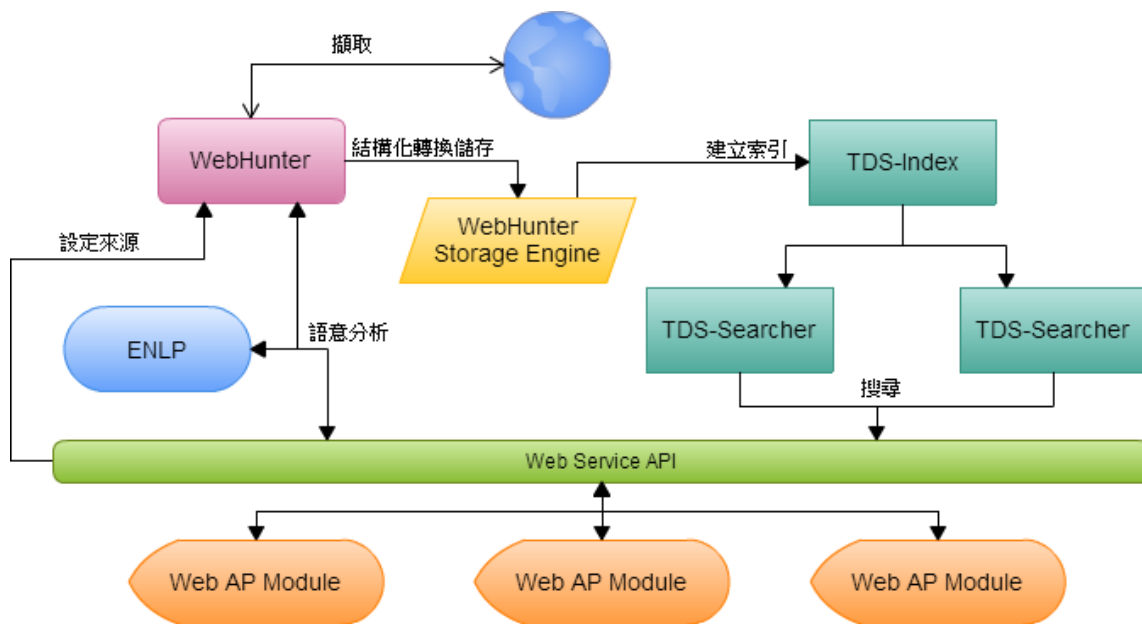 擷取
WebHunter
結構化轉換儲存
建立索引
TDS-Index
WebHunter
Storage Engine
設定來源
TDS-Searcher
TDS-Searcher
ENLP
語意分析
搜尋
Web Service API
Web AP Module
Web AP Module
Web AP Module